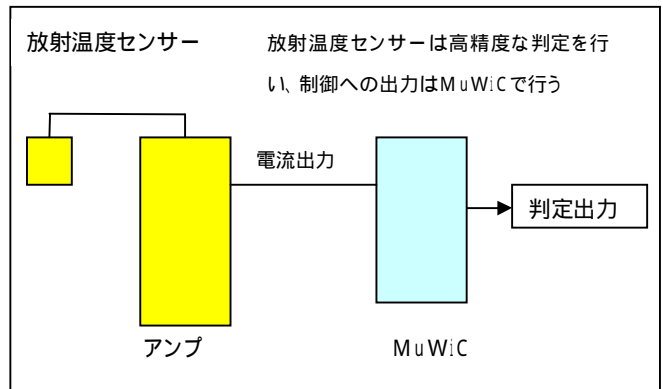 放射温度センサー
放射温度センサーは高精度な判定を行
い、制御への出力はMuWiCで行う
電流出力
判定出力
アンプ
MuWiC